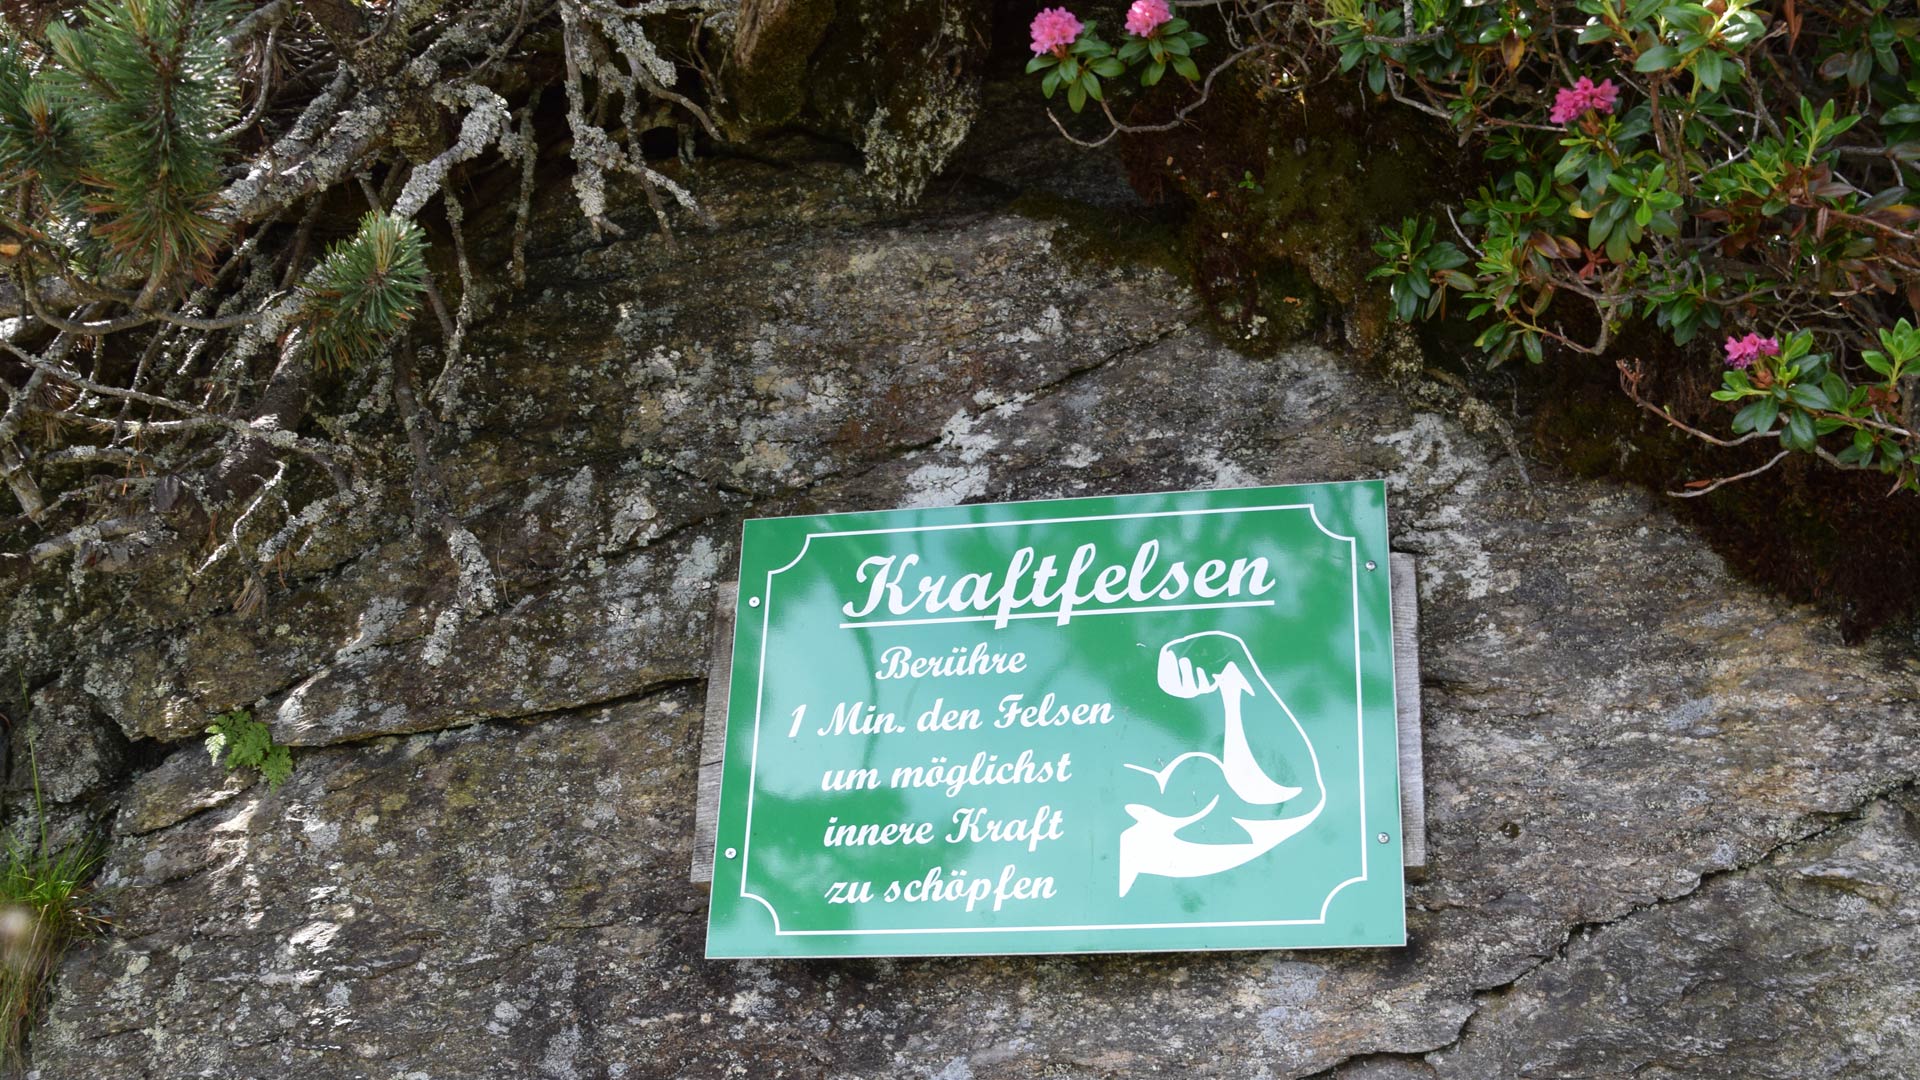 Kraftfelsen
Berühre
1 Min. den Felsen
um möglichst
innere Kraft
zu schöpfen